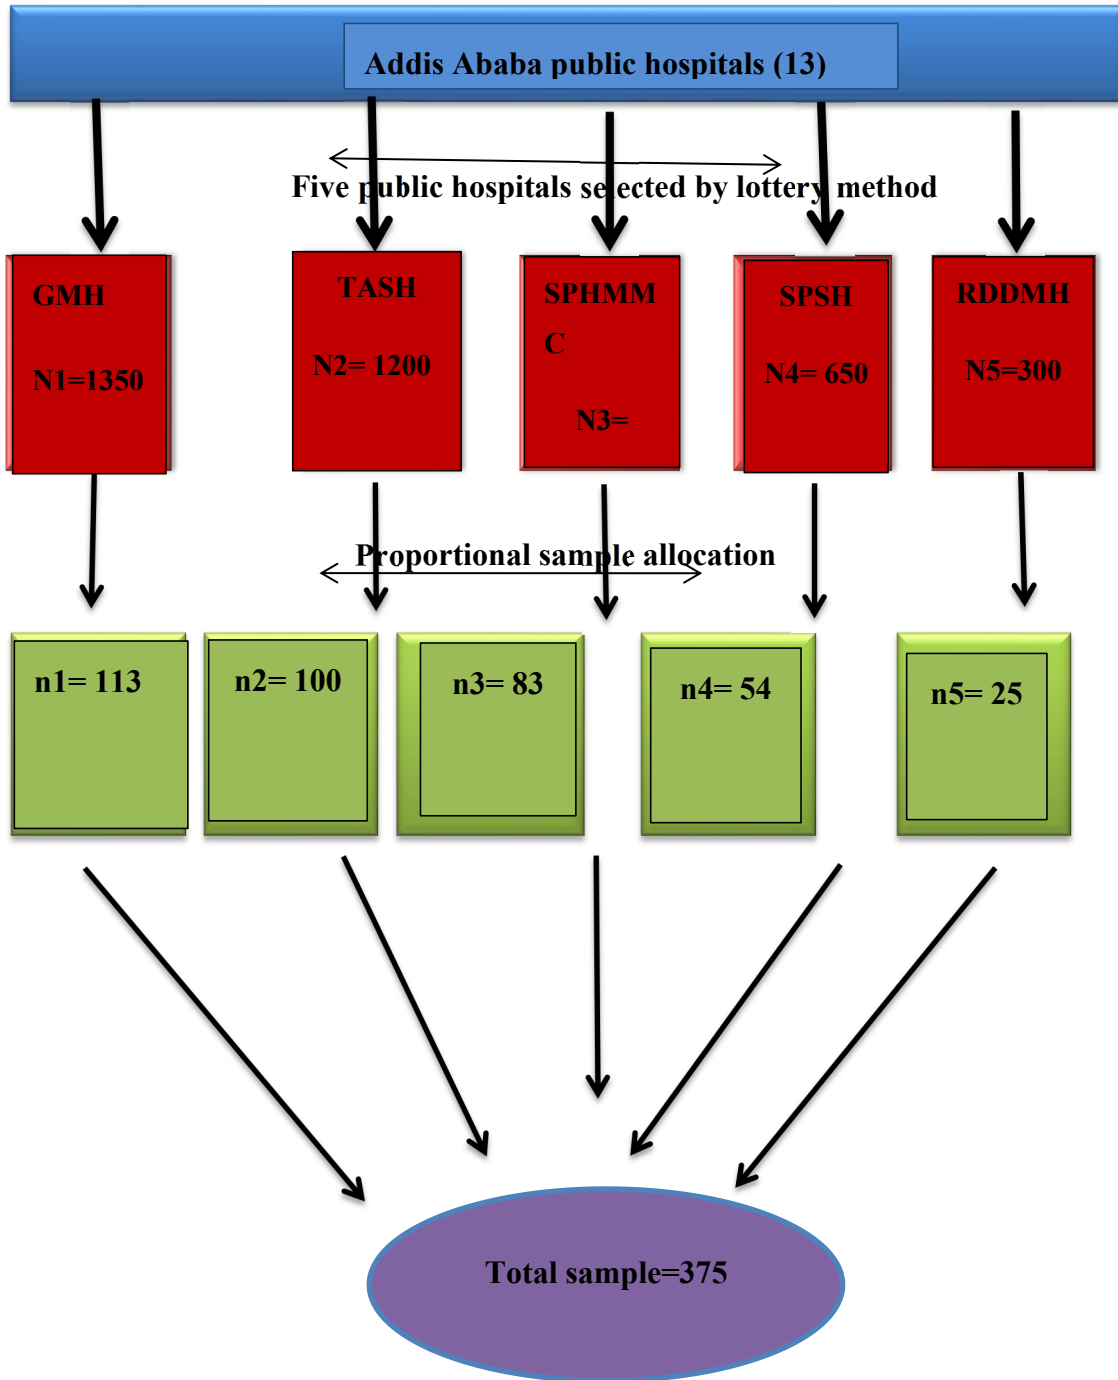 Addis Ababa public hospitals (13)
Five public hospitals selected by lottery method
GMH
N1=1350
TASH
N2= 1200
SPHMM
C
N3=
SPSH
N4= 650
RDDMH
N5=300
Proportional sample allocation
n1= 113
n2= 100
n3= 83
n4= 54
n5= 25
Total sample=375